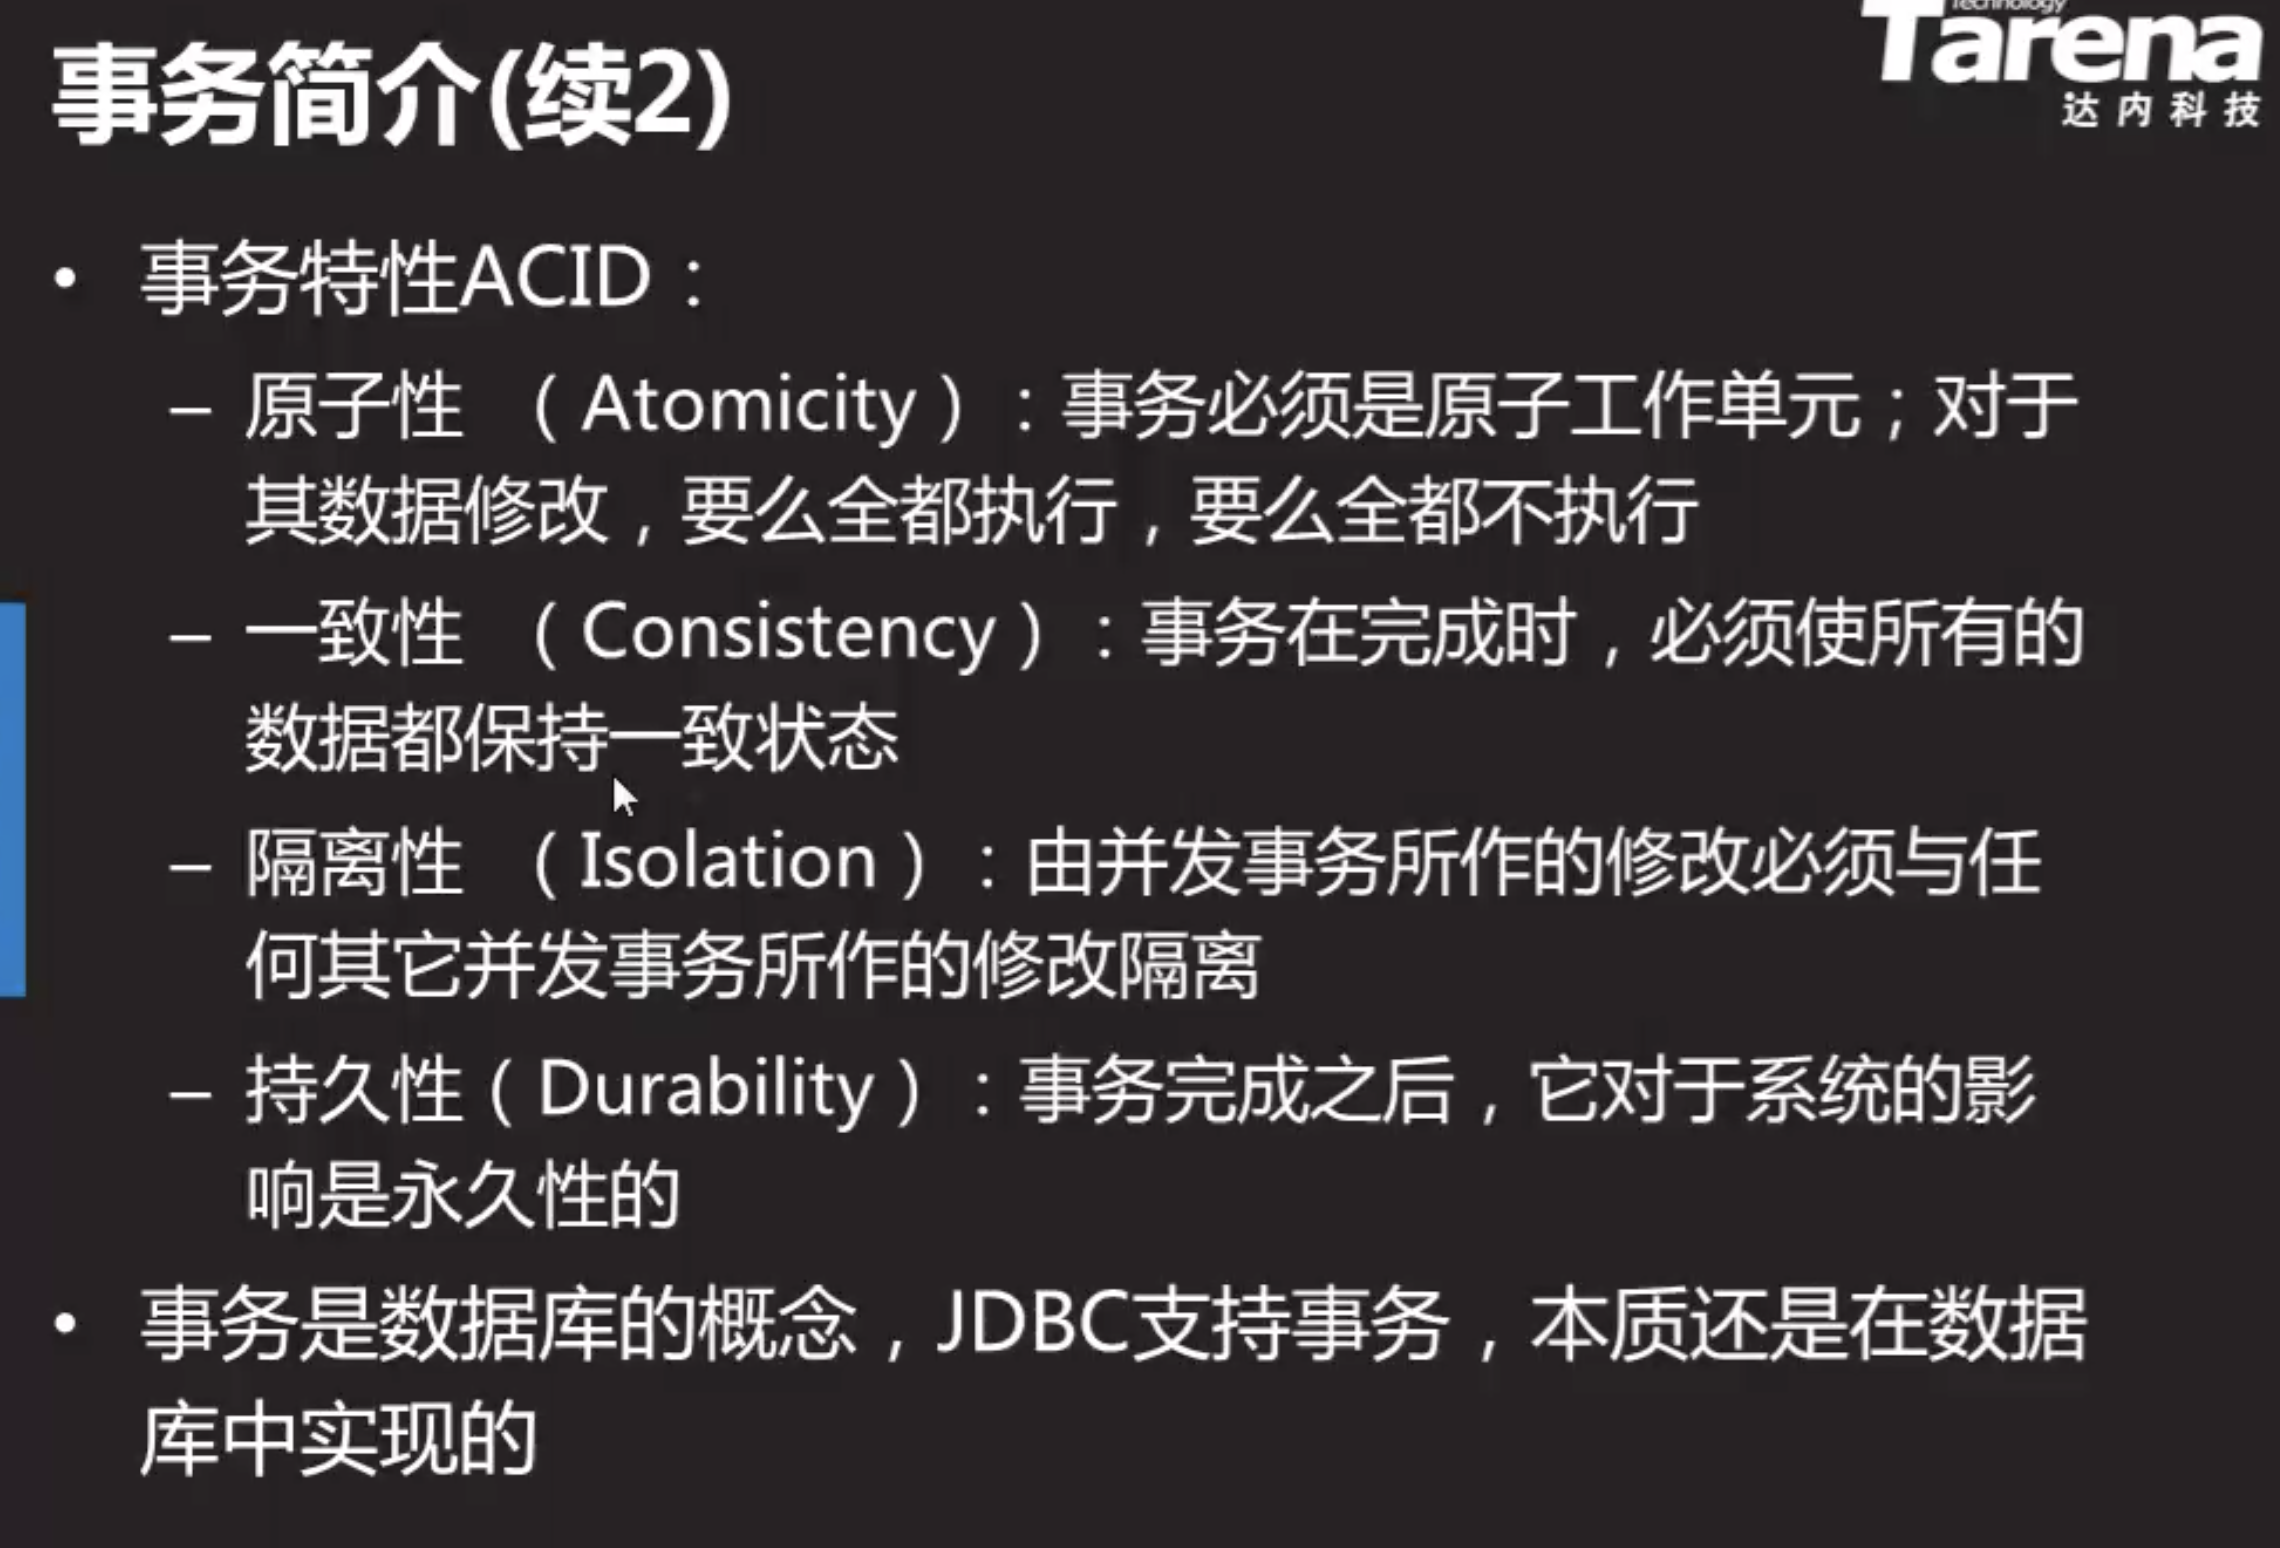 Technology
Tarena
达内科技
事务简介(续2)
• 事务特性ACID：
– 原子性 （Atomicity）：事务必须是原子工作单元；对于
其数据修改，要么全都执行，要么全都不执行
– 一致性 （Consistency）：事务在完成时，必须使所有的
数据都保持一致状态
– 隔离性 （Isolation）：由并发事务所作的修改必须与任
何其它并发事务所作的修改隔离
– 持久性（Durability）：事务完成之后，它对于系统的影
响是永久性的
• 事务是数据库的概念，JDBC支持事务，本质还是在数据
库中实现的